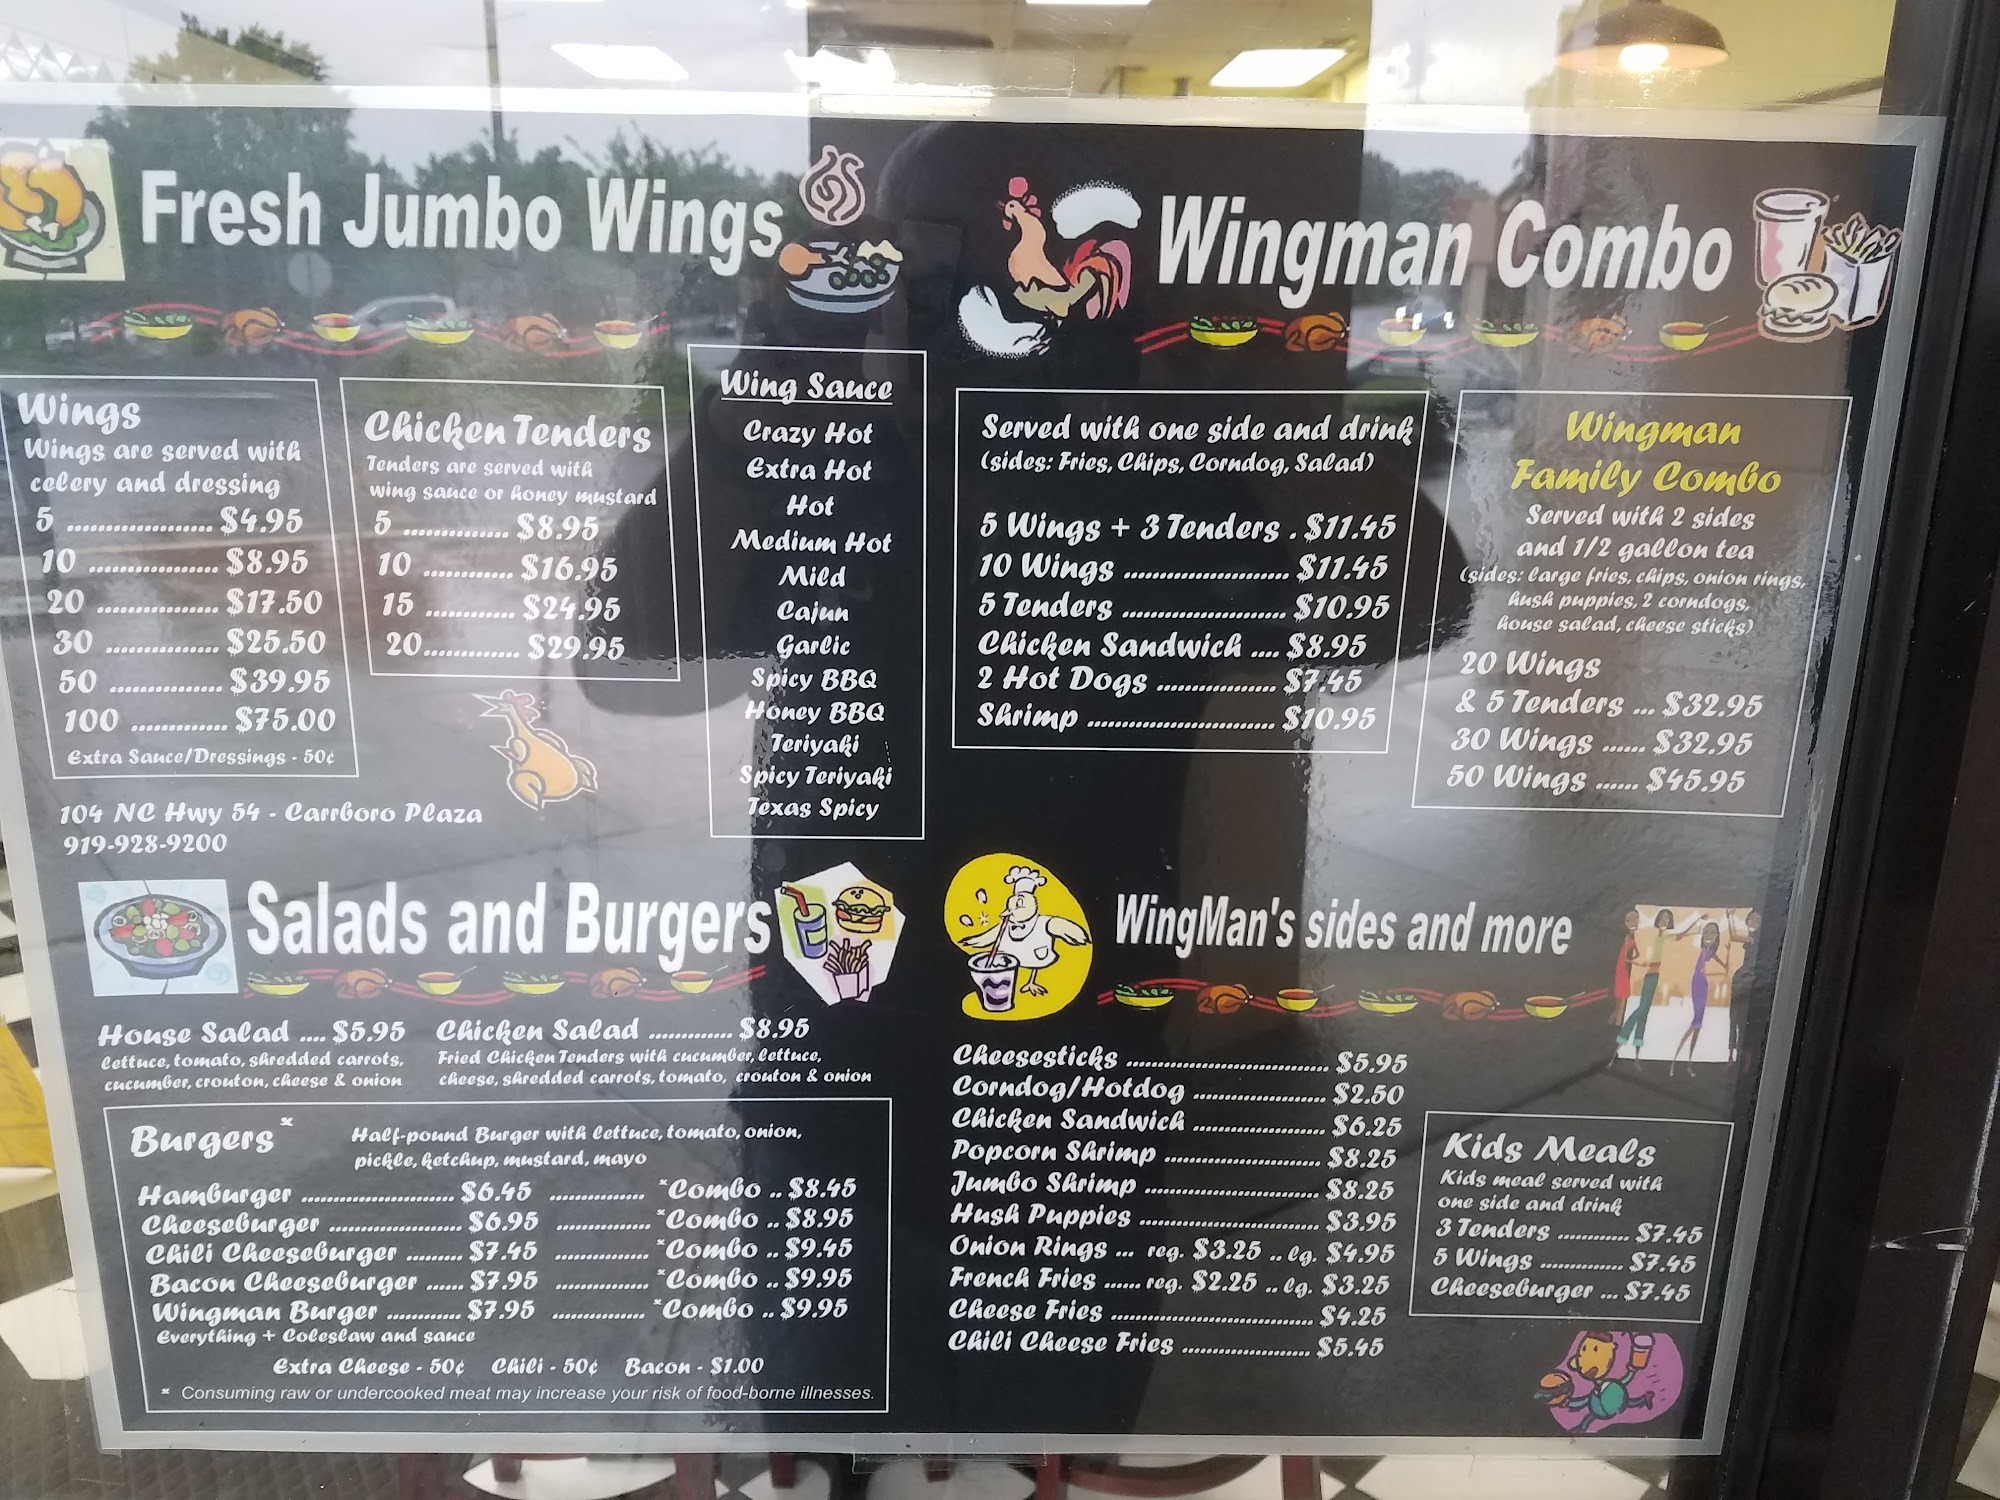 Fresh Jumbo Wings
Wings
Wings are served with
celery and dressing
5 .................... $4.95
10 .................. $8.95
20 ................. $17.50
30 ................ $25.50
50 ................ $39.95
100 ............. $75.00
Extra Sauce/Dressings - 50¢
Chicken Tenders
Tenders are served with
wing sauce or honey mustard
5 .............. $8.95
10 ............ $16.95
15 ............ $24.95
20............. $29.95
Wing Sauce
Crazy Hot
Extra Hot
Hot
Medium Hot
Mild
Cajun
Garlic
Spicy BBQ
Honey BBQ
Teriyaki
Spicy Teriyaki
Texas Spicy
104 NC Hwy 54 - Carrboro Plaza
919-928-9200
Wingman Combo
Served with one side and drink
(sides: Fries, Chips, Corndog, Salad)
5 Wings + 3 Tenders . $11.45
10 Wings ....................... $11.45
5 Tenders ....................... $10.95
Chicken Sandwich .... $8.95
2 Hot Dogs ................. $7.45
Shrimp .......................... $10.95
Wingman
Family Combo
Served with 2 sides
and 1/2 gallon tea
(sides: large fries, chips, onion rings,
hush puppies, 2 corndogs,
house salad, cheese sticks)
20 Wings
& 5 Tenders ... $32.95
30 Wings ...... $32.95
50 Wings ...... $45.95
Salads and Burgers
House Salad .... $5.95
lettuce, tomato, shredded carrots,
cucumber, crouton, cheese & onion
Chicken Salad ............. $8.95
Fried Chicken Tenders with cucumber, lettuce,
cheese, shredded carrots, tomato, crouton & onion
Burgers * Half-pound Burger with lettuce, tomato, onion,
pickle, ketchup, mustard, mayo
Hamburger ........................ $6.45 ............... *Combo .. $8.45
Cheeseburger ..................... $6.95 ............... *Combo .. $8.95
Chili Cheeseburger ......... $7.45 ............... *Combo .. $9.45
Bacon Cheeseburger ...... $7.95 ............... *Combo .. $9.95
Wingman Burger ............ $7.95 ............... *Combo .. $9.95
Everything + Coleslaw and sauce
Extra Cheese - 50¢ Chili - 50¢ Bacon - $1.00
* Consuming raw or undercooked meat may increase your risk of food-borne illnesses.
WingMan's sides and more
Cheesesticks ................................ $5.95
Corndog/Hotdog ..................... $2.50
Chicken Sandwich ..................... $6.25
Popcorn Shrimp ......................... $8.25
Jumbo Shrimp ............................ $8.25
Hush Puppies ............................. $3.95
Onion Rings ... reg. $3.25 .. lg. $4.95
French Fries ...... reg. $2.25 .. lg. $3.25
Cheese Fries ................................ $4.25
Chili Cheese Fries ..................... $5.45
Kids Meals
Kids meal served with
one side and drink
3 Tenders ............ $7.45
5 Wings .............. $7.45
Cheeseburger ... $7.45